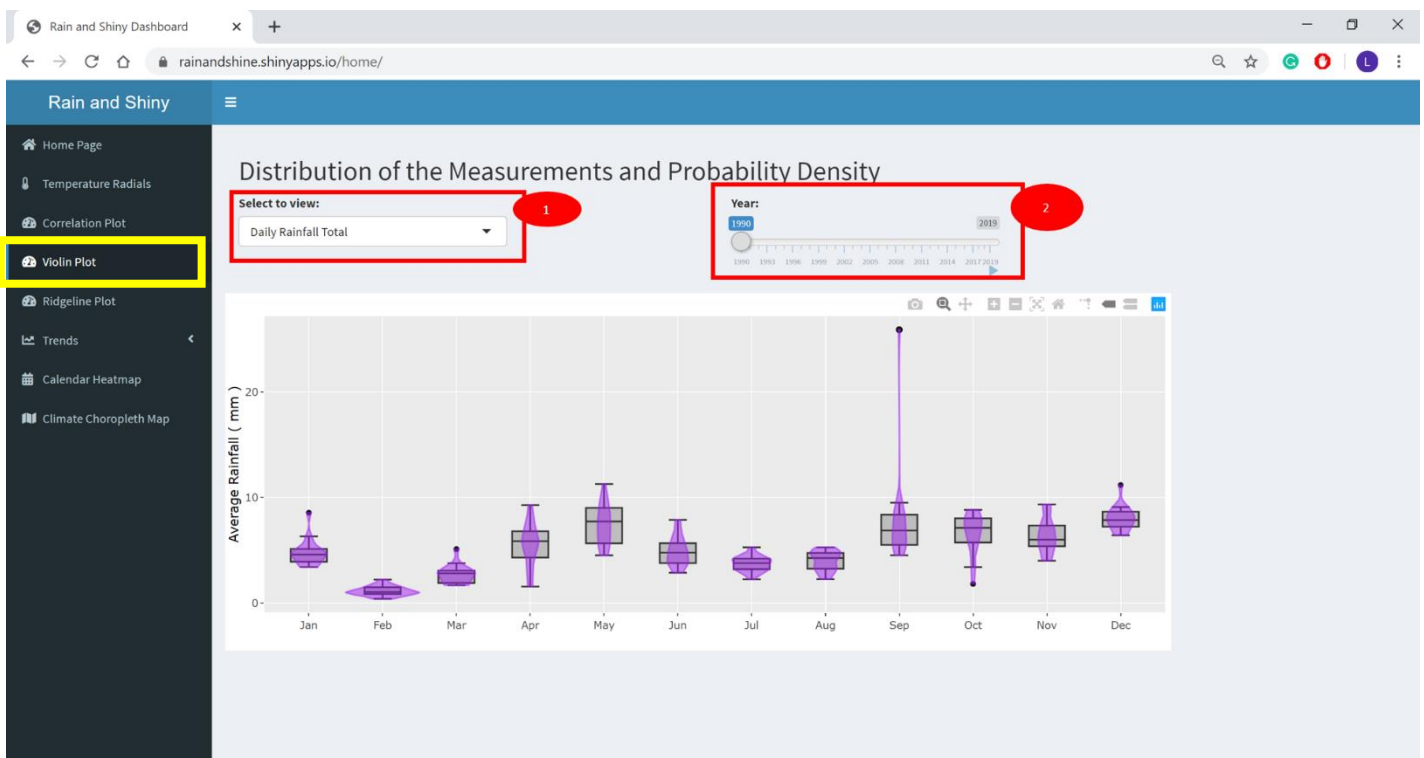 Rain and Shiny Dashboard
rainandshine.shinyapps.io/home/
L
Rain and Shiny
Home Page
Temperature Radials
Correlation Plot
Violin Plot
Ridgeline Plot
Trends
Calendar Heatmap
Climate Choropleth Map
Distribution of the Measurements and Probability Density
Select to view:
Daily Rainfall Total
1
Year:
1990 2019
1990 1993 1996 1999 2002 2005 2008 2011 2014 2017 2019
2
Average Rainfall ( mm )
20
10
0
Jan Feb Mar Apr May Jun Jul Aug Sep Oct Nov Dec